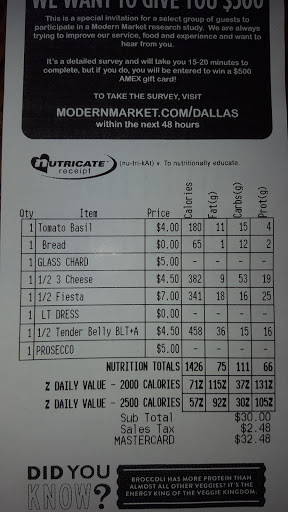 WE WANT TO GIVE YOU $500
This is a special invitation for a select group of guests to
participate in a Modern Market research study. We are always
trying to improve our service, food and experience and want to
hear from you.
It's a detailed survey and will take you 15-20 minutes to
complete, but if you do, you will be entered to win a $500
AMEX gift card!
TO TAKE THE SURVEY, VISIT
MODERNMARKET.COM/DALLAS
within the next 48 hours
NUTRICATE receipt (nu-tri-kAt) v. To nutritionally educate.
Qty Item Price Calories Fat(g) Carbs(g) Prot(g)
1 Tomato Basil $4.00 180 11 15 4
1 Bread $0.00 65 1 12 2
1 GLASS CHARD $5.00 - - - -
1 1/2 3 Cheese $4.50 382 9 53 19
1 1/2 Fiesta $7.00 341 18 16 25
1 LT DRESS $0.00 - - - -
1 1/2 Tender Belly BLT+A $4.50 458 36 15 16
1 PROSECCO $5.00 - - - -
NUTRITION TOTALS 1426 75 111 66
% DAILY VALUE - 2000 CALORIES 71% 115% 37% 131%
% DAILY VALUE - 2500 CALORIES 57% 92% 30% 105%
Sub Total $30.00
Sales Tax $2.48
MASTERCARD $32.48
DID YOU KNOW?
BROCCOLI HAS MORE PROTEIN THAN
ALMOST ALL OTHER VEGGIES? IT'S THE
ENERGY KING OF THE VEGGIE KINGDOM.